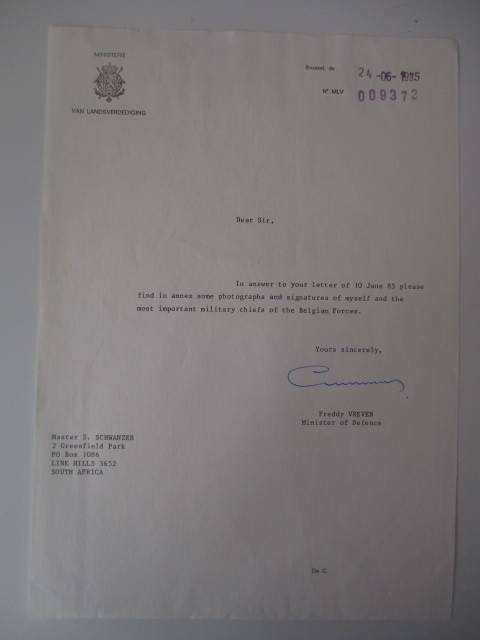 MINISTERIE
VAN LANDSVERDEDIGING
Brussel, de 24-06-1985
N° MLV 009373
Dear Sir,
In answer to your letter of 10 June 85 please
find in annex some photographs and signatures of myself and the
most important military chiefs of the Belgian Forces.
Yours sincerely,
Freddy VREVEN
Minister of Defence
Master S. SCHWANZER
2 Greenfield Park
PO Box 1086
LINK HILLS 3652
SOUTH AFRICA
De G